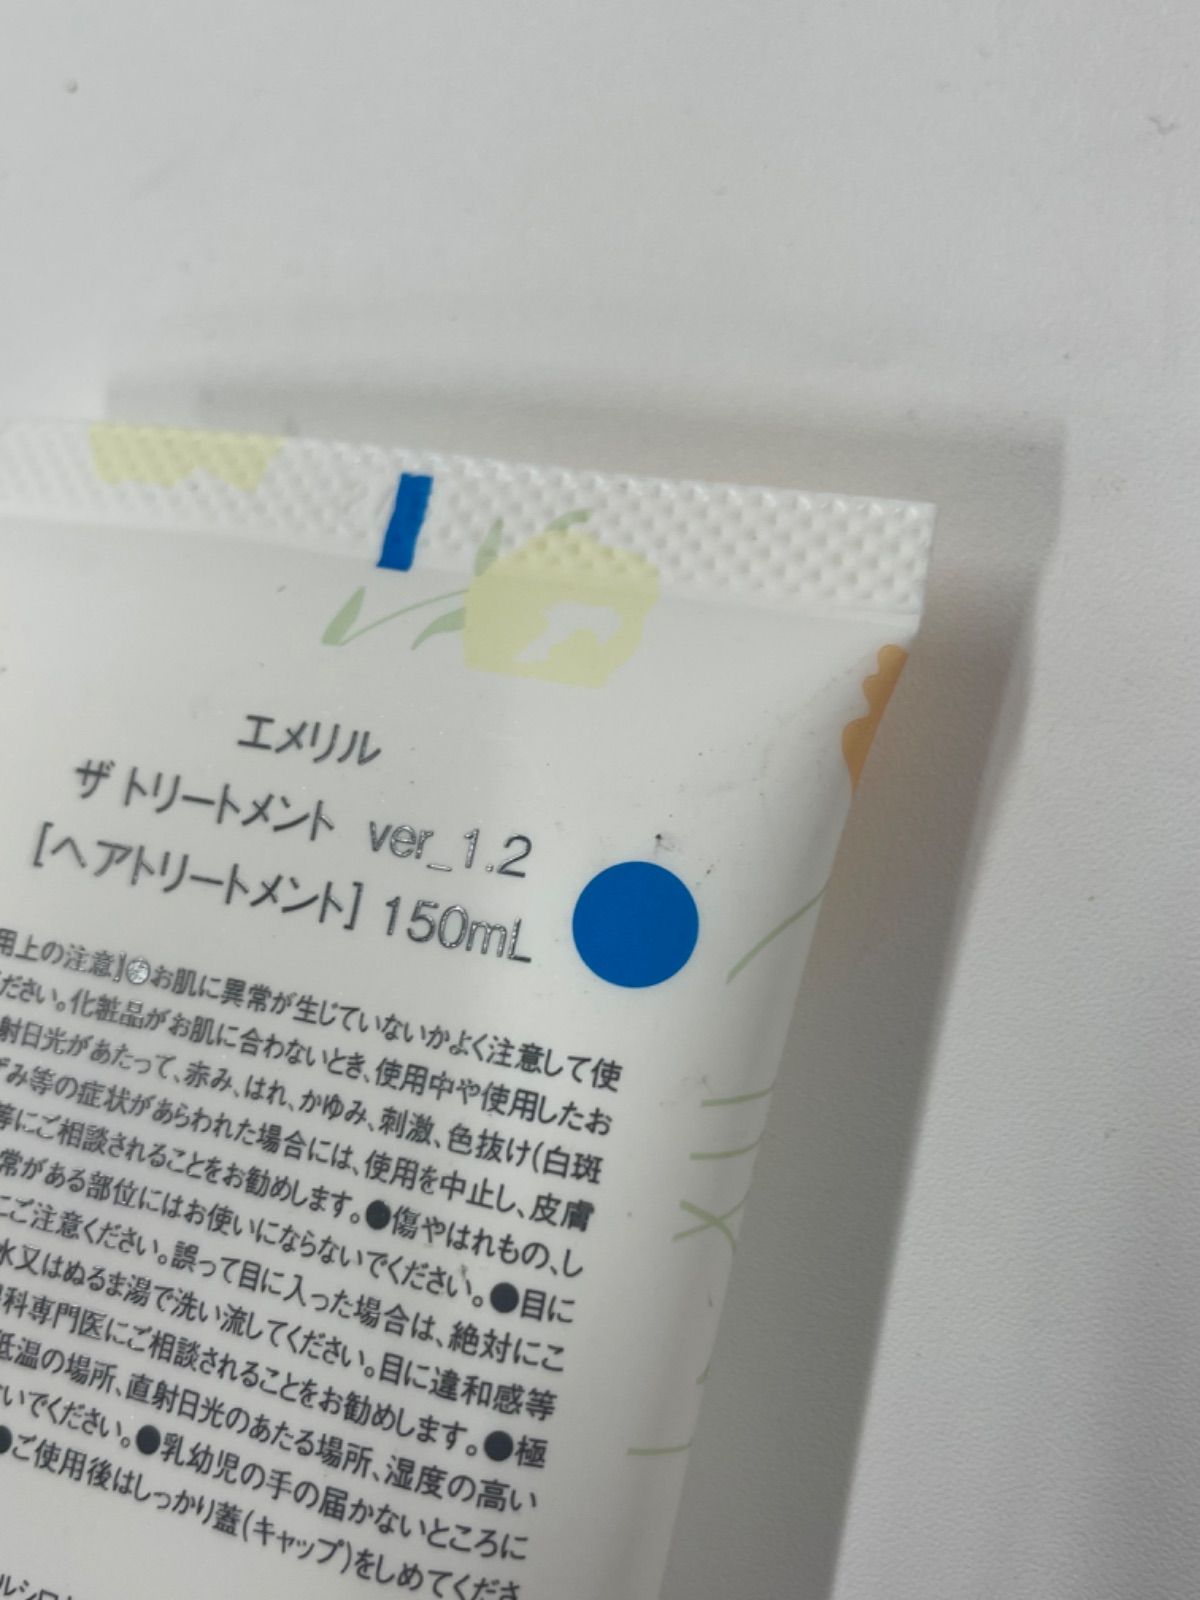 エメリル
ザ トリートメント ver_1.2
[ヘアトリートメント] 150mL
用上の注意】●お肌に異常が生じていないかよく注意して使
ださい。化粧品がお肌に合わないとき、使用中や使用したお
射日光があたって、赤み、はれ、かゆみ、刺激、色抜け(白斑
ずみ等の症状があらわれた場合には、使用を中止し、皮膚
等にご相談されることをお勧めします。●傷やはれもの、し
常がある部位にはお使いにならないでください。●目に
にご注意ください。誤って目に入った場合は、絶対にこ
水又はぬるま湯で洗い流してください。目に違和感等
眼科専門医にご相談されることをお勧めします。●極
低温の場所、直射日光のあたる場所、湿度の高い
ないでください。●乳幼児の手の届かないところに
●ご使用後はしっかり蓋(キャップ)をしめてくださ